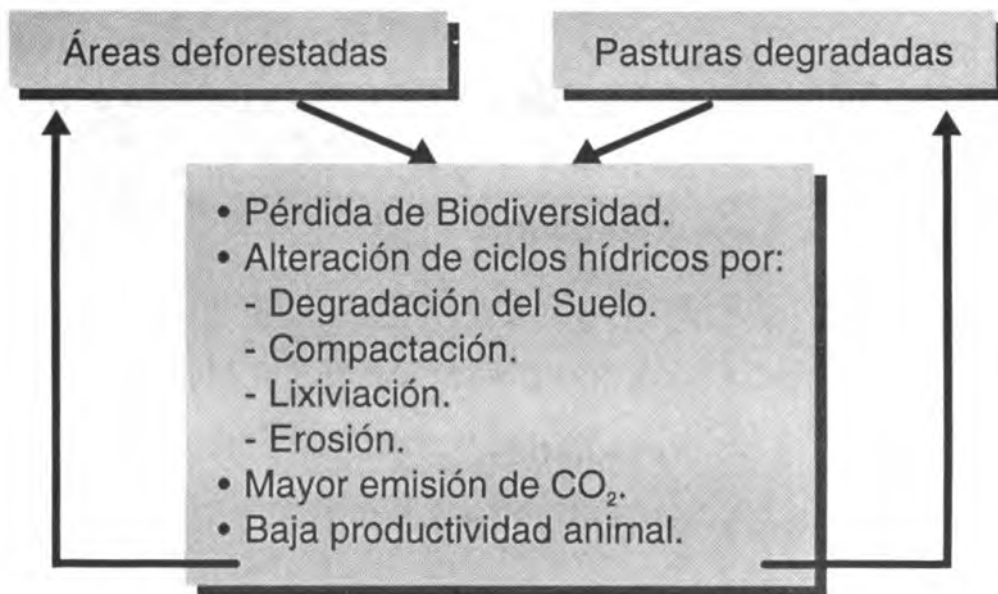 Áreas deforestadas
Pasturas degradadas
• Pérdida de Biodiversidad.
• Alteración de ciclos hídricos por:
- Degradación del Suelo.
- Compactación.
- Lixiviación.
- Erosión.
• Mayor emisión de CO₂.
• Baja productividad animal.